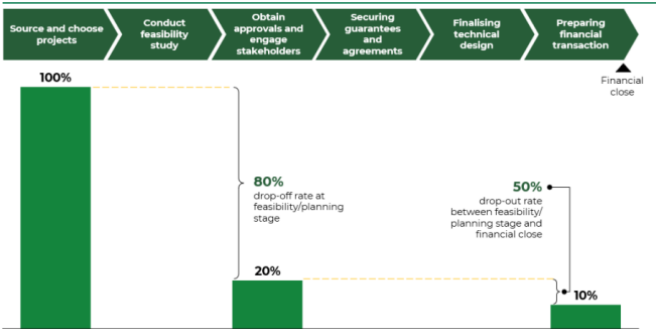 Source and choose
projects
Conduct
feasibility
study
Obtain
approvals and
engage
stakeholders
Securing
guarantees
and
agreements
Finalising
technical
design
Preparing
financial
transaction
Financial
close
100%
80%
drop-off rate at
feasibility/planning
stage
50%
drop-out rate
between feasibility/
planning stage and
financial close
20%
10%